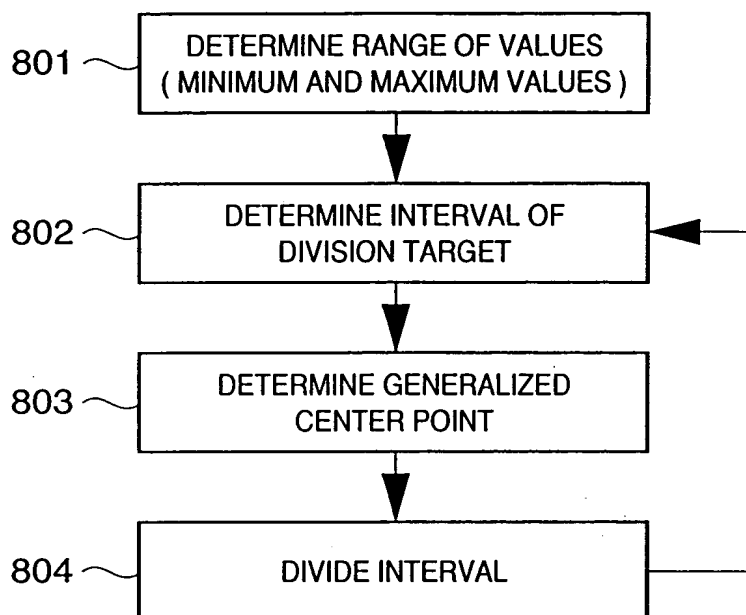 801
DETERMINE RANGE OF VALUES
( MINIMUM AND MAXIMUM VALUES )
802
DETERMINE INTERVAL OF
DIVISION TARGET
803
DETERMINE GENERALIZED
CENTER POINT
804
DIVIDE INTERVAL